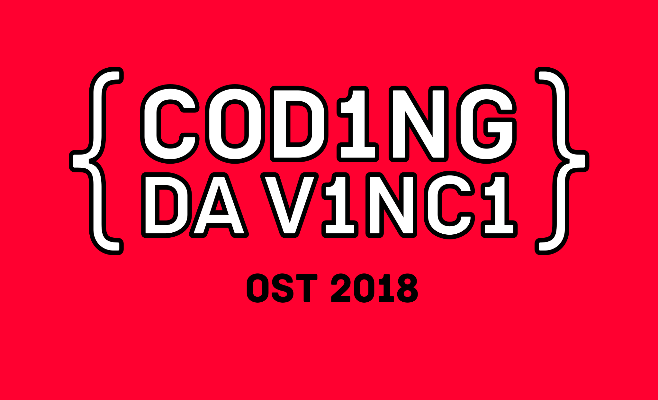 { COD1NG
DA V1NC1 }
OST 2018